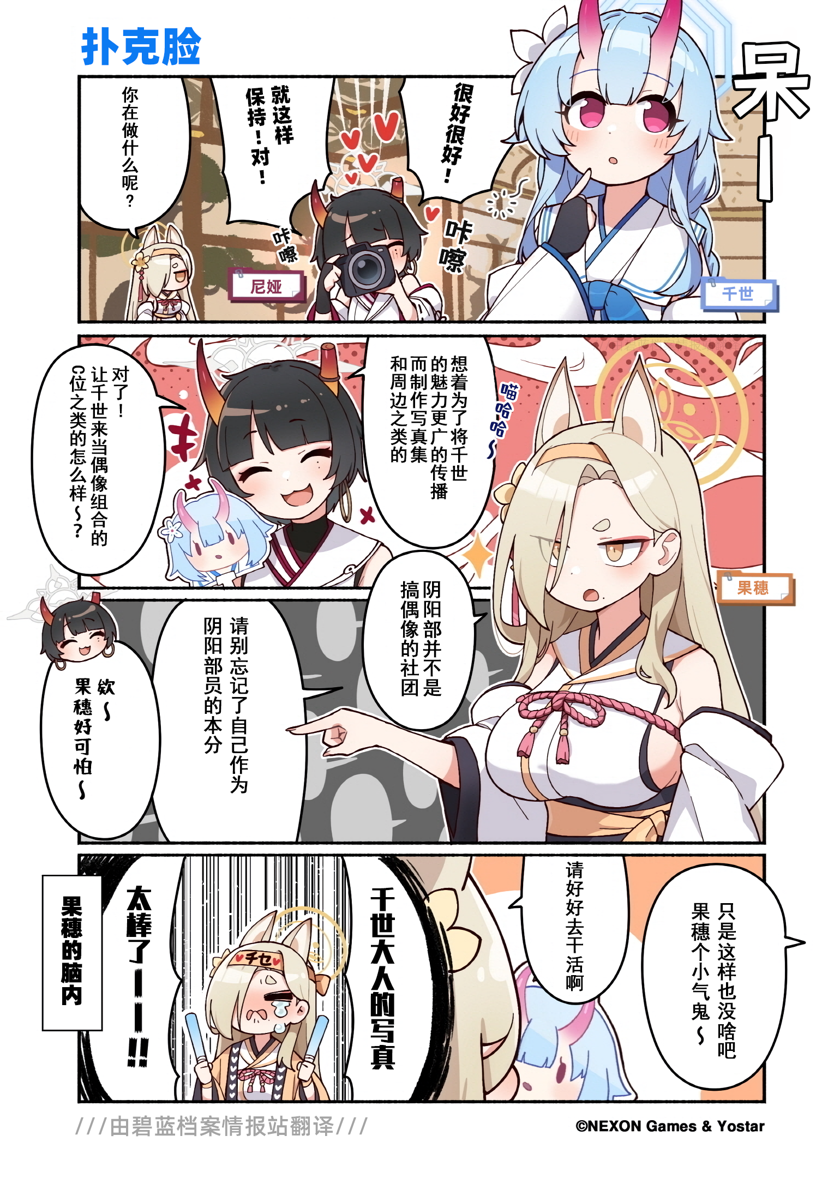 扑克脸
呆—
很好很好！
咔嚓
咔嚓
就这样
保持！对！
你在做什么呢？
千世
尼娅
喵哈哈～
想着为了将千世
的魅力更广的传播
而制作写真集
和周边之类的
对了！
让千世来当偶像组合的
C位之类的怎么样～？
果穗
阴阳部并不是
搞偶像的社团
请别忘记了自己作为
阴阳部员的本分
欸～
果穗好可怕～
只是这样也没啥吧
果穗个小气鬼～
请好好去干活啊
千世大人的写真
太棒了——！！
千セ
果穗的脑内
///由碧蓝档案情报站翻译///
©NEXON Games & Yostar